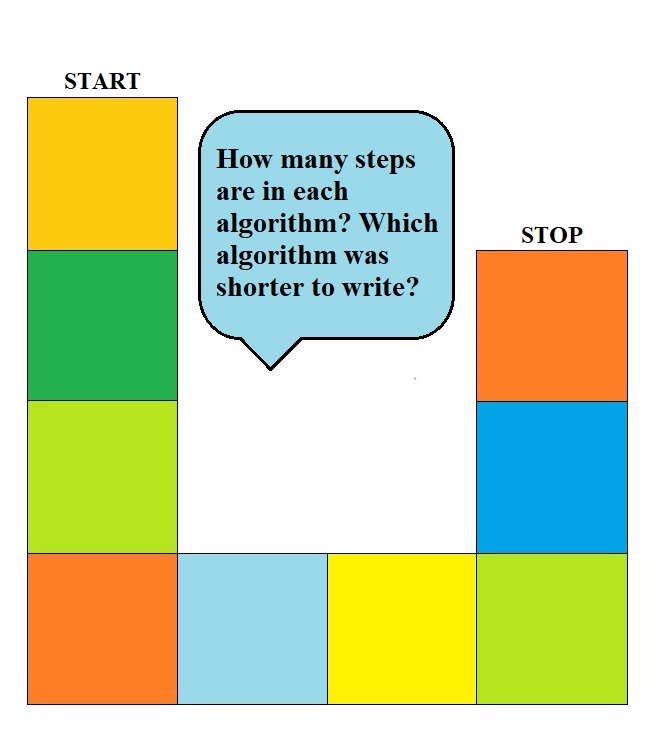 START
How many steps
are in each
algorithm? Which
algorithm was
shorter to write?
STOP